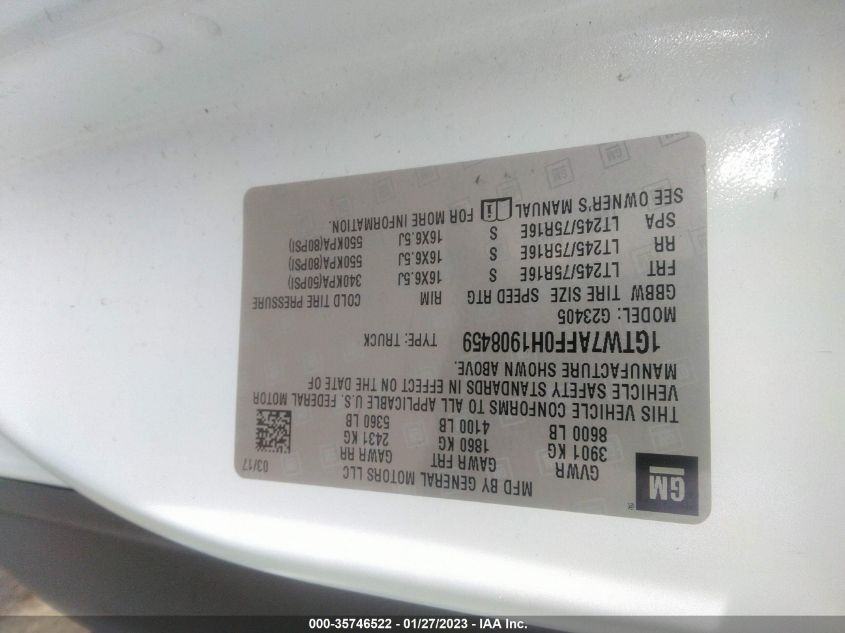 GM
MFD BY GENERAL MOTORS LLC 03/17
GVWR GAWR FRT GAWR RR
3901 KG 1860 KG 2431 KG
8600 LB 4100 LB 5360 LB
THIS VEHICLE CONFORMS TO ALL APPLICABLE U.S. FEDERAL MOTOR
VEHICLE SAFETY STANDARDS IN EFFECT ON THE DATE OF
MANUFACTURE SHOWN ABOVE.
1GTW7AFF0H1908459 TYPE: TRUCK
MODEL: G23405
GBBW TIRE SIZE SPEED RTG RIM COLD TIRE PRESSURE
FRT LT245/75R16E S 16X6.5J 340KPA(50PSI)
RR LT245/75R16E S 16X6.5J 550KPA(80PSI)
SPA LT245/75R16E S 16X6.5J 550KPA(80PSI)
SEE OWNER'S MANUAL FOR MORE INFORMATION.
000-35746522 - 01/27/2023 - IAA Inc.